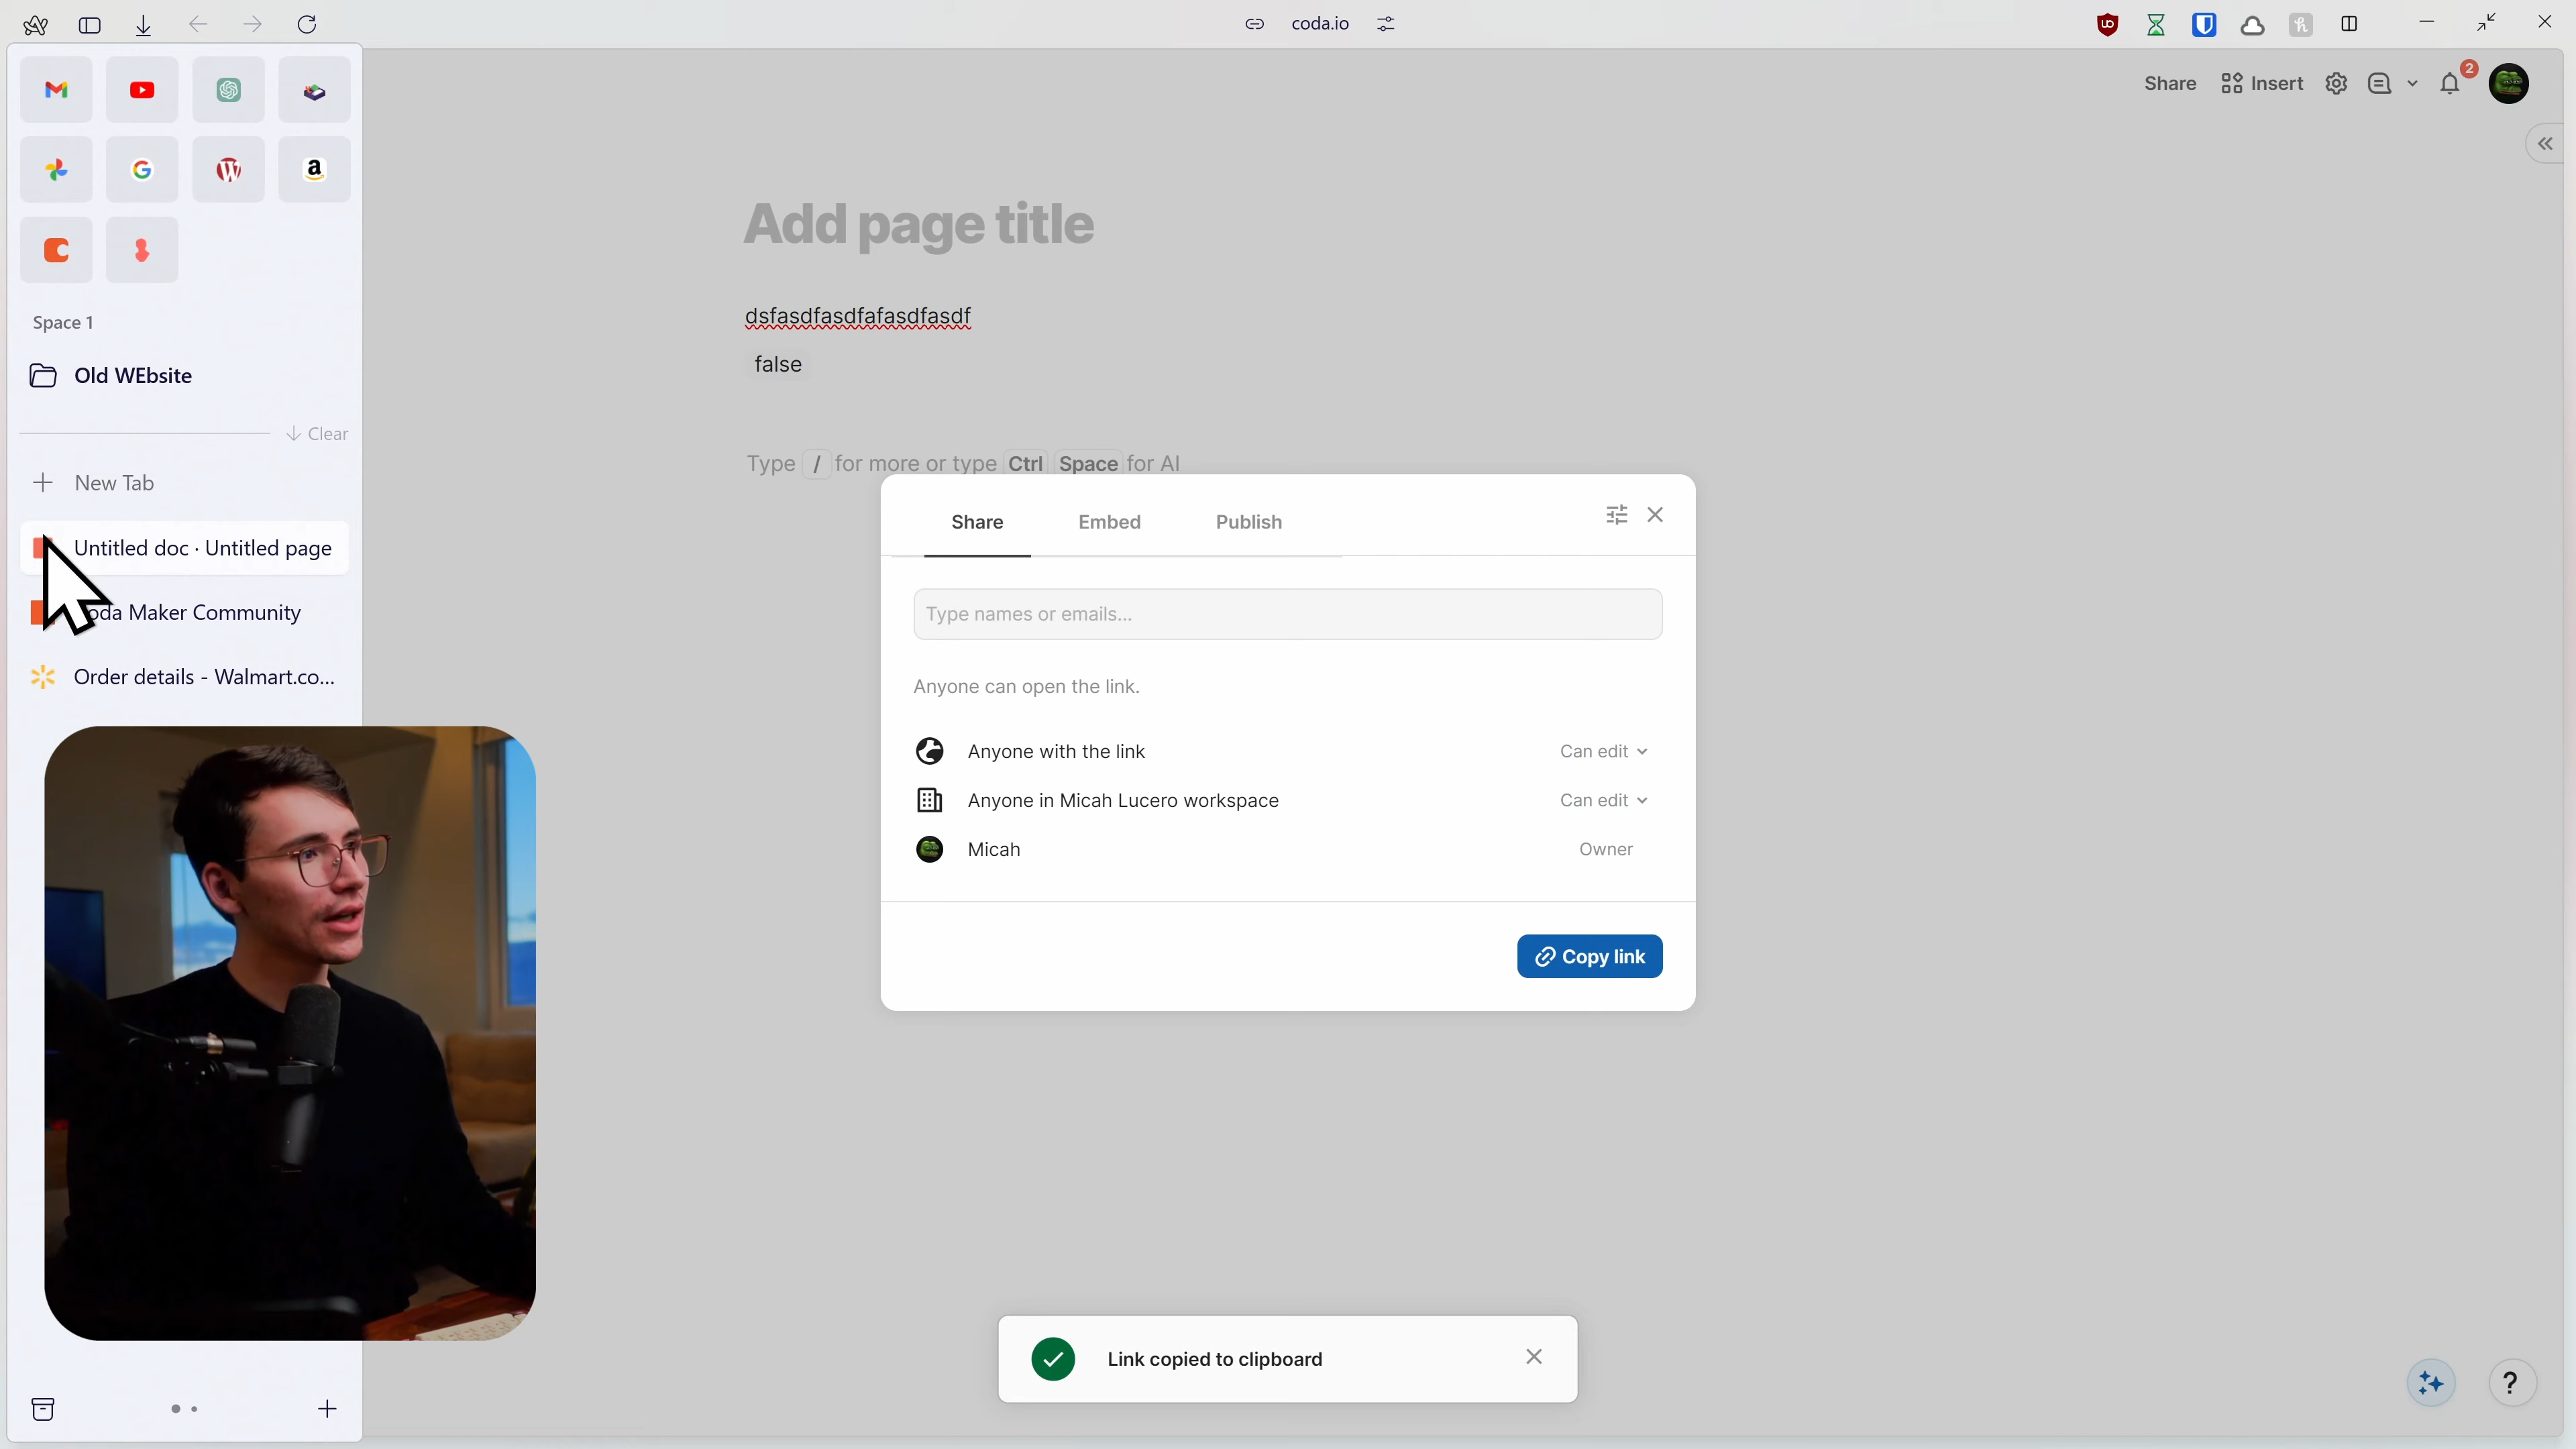 coda.io
Share
Insert
2
Space 1
Old WEbsite
Clear
New Tab
Untitled doc · Untitled page
oda Maker Community
Order details - Walmart.co...
Add page title
dsfasdfasdfafasdfasdf
false
Type / for more or type Ctrl Space for AI
Share Embed Publish
Type names or emails...
Anyone can open the link.
Anyone with the link Can edit
Anyone in Micah Lucero workspace Can edit
Micah Owner
Copy link
Link copied to clipboard
?